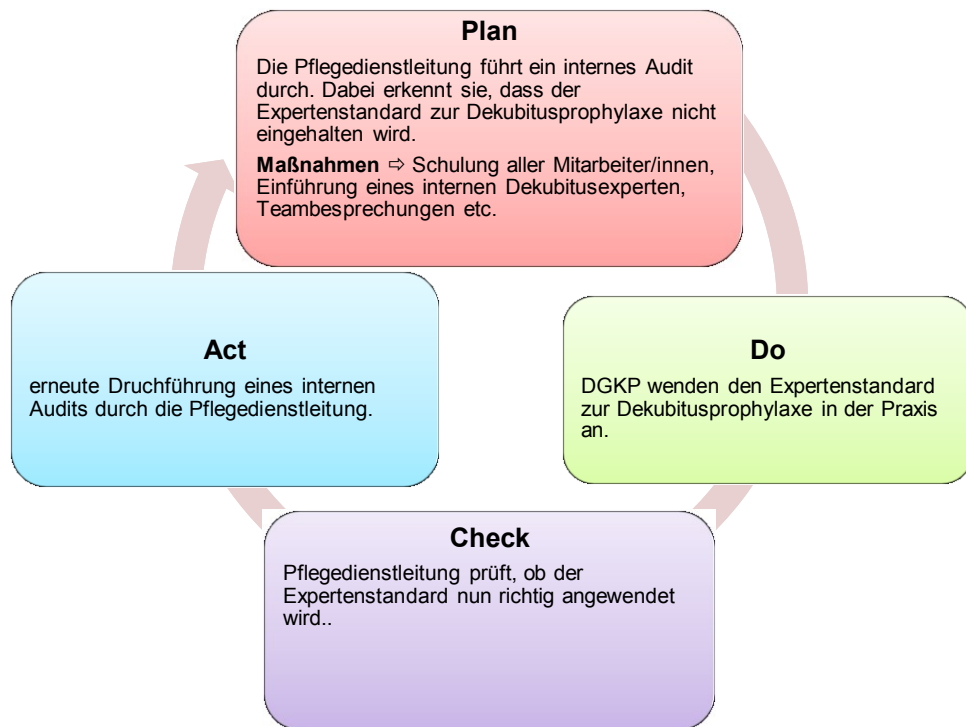 Plan
Die Pflegedienstleitung führt ein internes Audit
durch. Dabei erkennt sie, dass der
Expertenstandard zur Dekubitusprophylaxe nicht
eingehalten wird.
Maßnahmen ⇨ Schulung aller Mitarbeiter/innen,
Einführung eines internen Dekubitusexperten,
Teambesprechungen etc.
Do
DGKP wenden den Expertenstandard
zur Dekubitusprophylaxe in der Praxis
an.
Check
Pflegedienstleitung prüft, ob der
Expertenstandard nun richtig angewendet
wird..
Act
erneute Druchführung eines internen
Audits durch die Pflegedienstleitung.